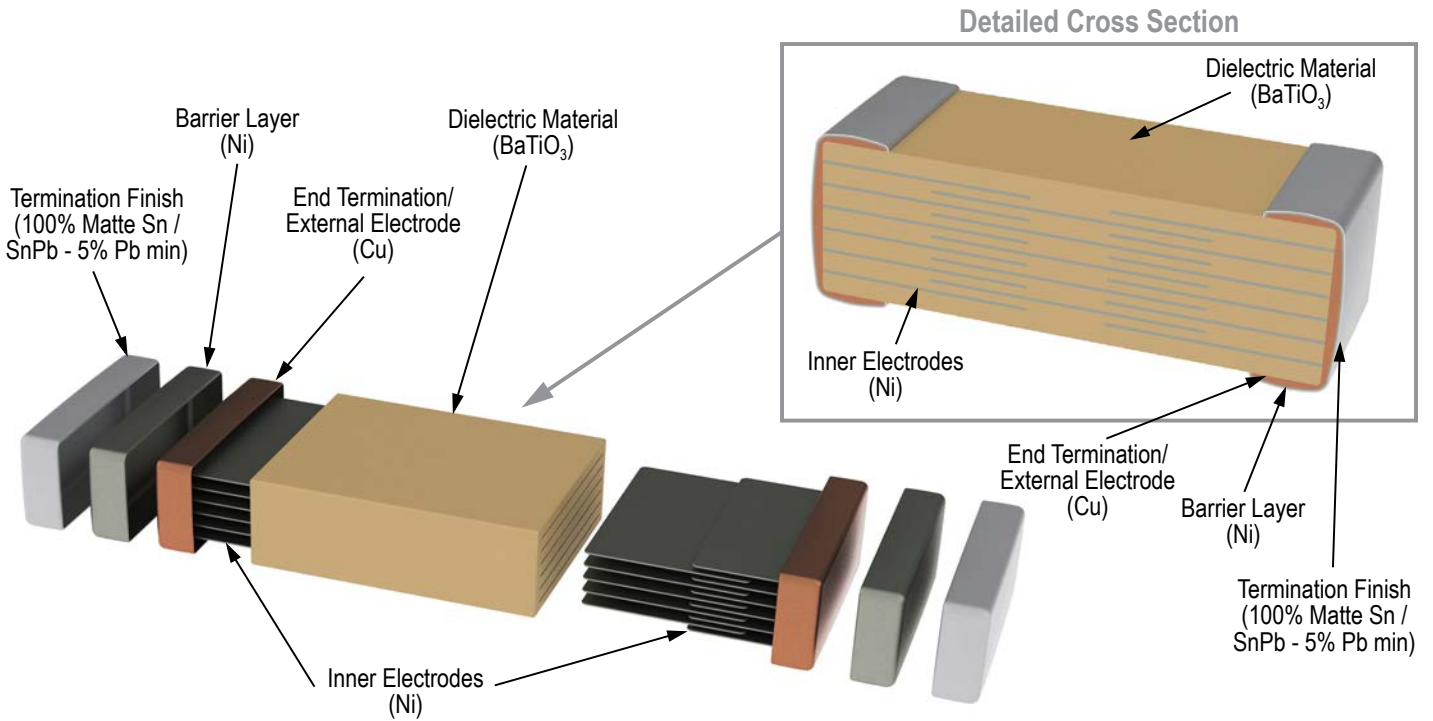 Detailed Cross Section
Dielectric Material
(BaTiO₃)
Inner Electrodes
(Ni)
End Termination/
External Electrode
(Cu)
Barrier Layer
(Ni)
Termination Finish
(100% Matte Sn /
SnPb - 5% Pb min)
Barrier Layer
(Ni)
Dielectric Material
(BaTiO₃)
Termination Finish
(100% Matte Sn /
SnPb - 5% Pb min)
End Termination/
External Electrode
(Cu)
Inner Electrodes
(Ni)